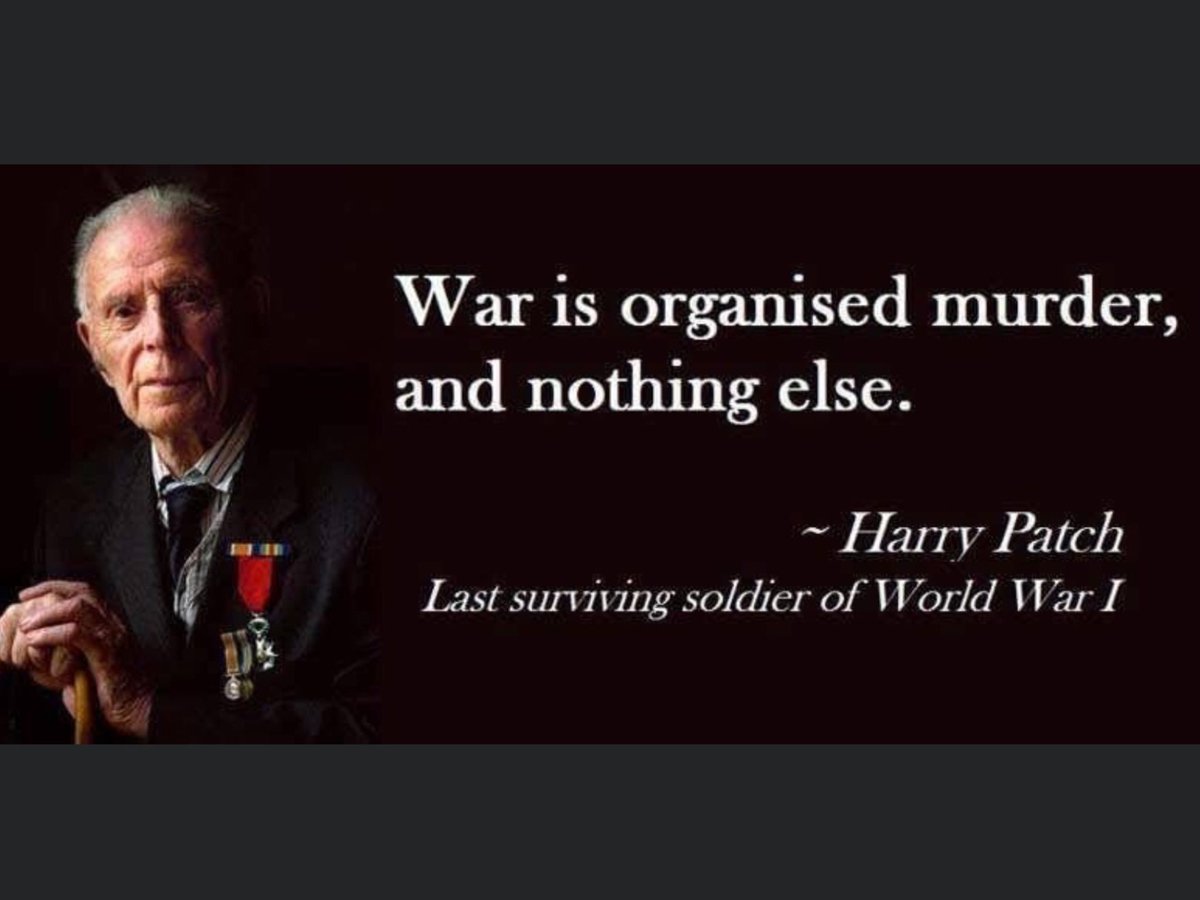 War is organised murder,
and nothing else.
~ Harry Patch
Last surviving soldier of World War I